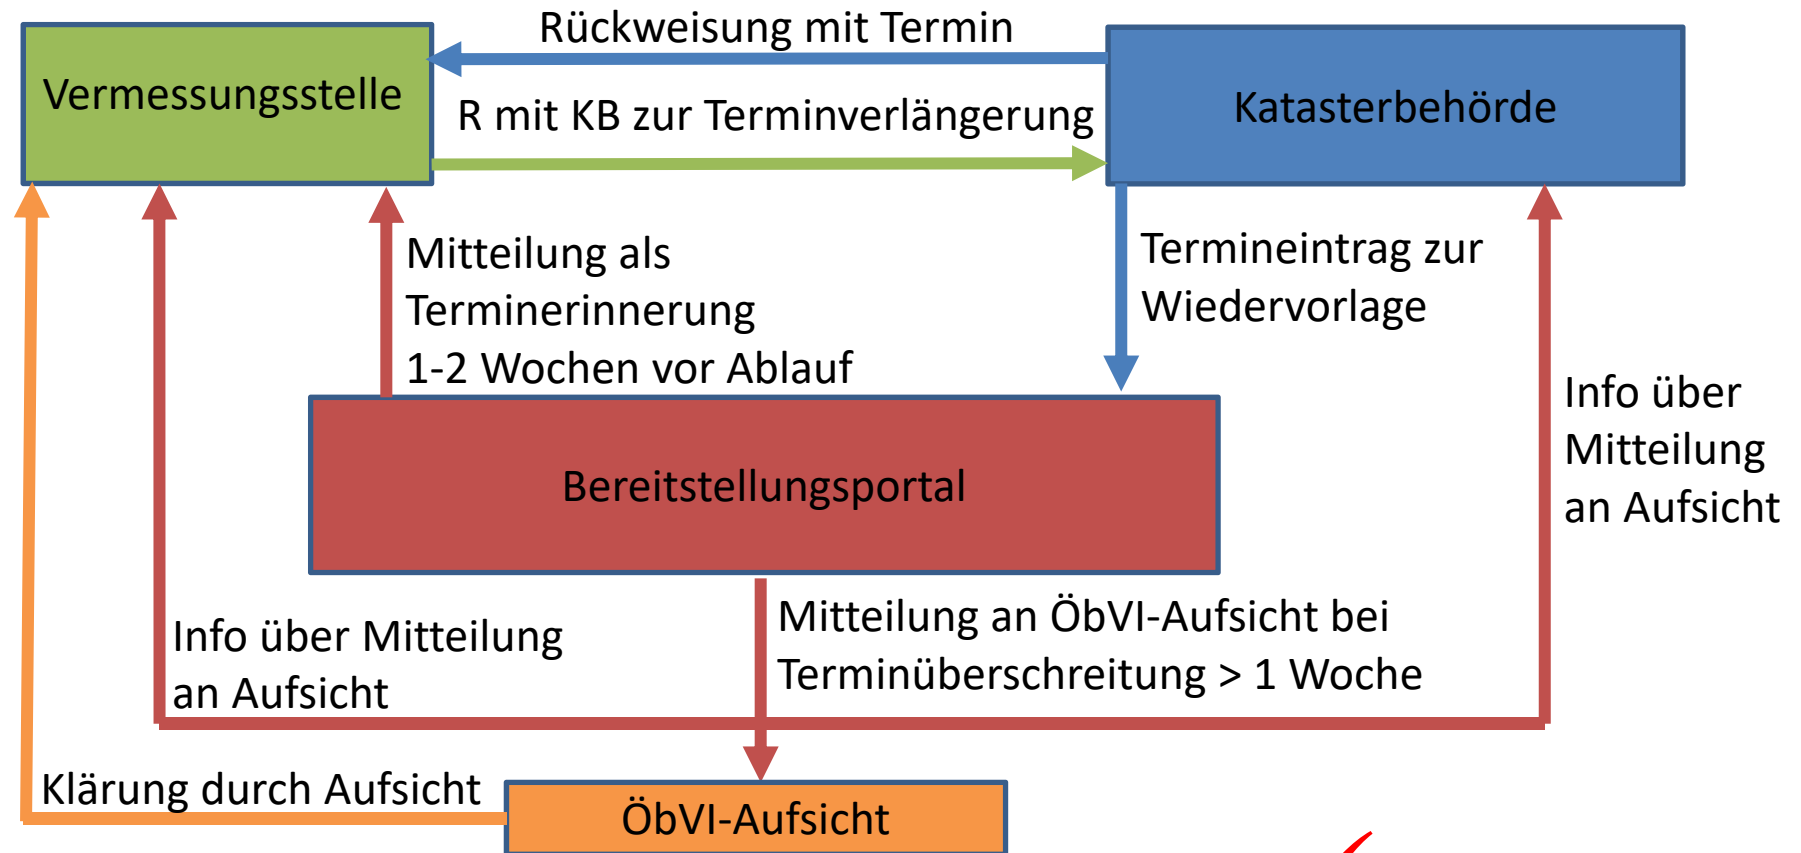 Rückweisung mit Termin
Vermessungsstelle
R mit KB zur Terminverlängerung
Katasterbehörde
Mitteilung als
Terminerinnerung
1-2 Wochen vor Ablauf
Termineintrag zur
Wiedervorlage
Info über
Mitteilung
an Aufsicht
Bereitstellungsportal
Info über Mitteilung
an Aufsicht
Mitteilung an ÖbVI-Aufsicht bei
Terminüberschreitung > 1 Woche
Klärung durch Aufsicht
ÖbVI-Aufsicht